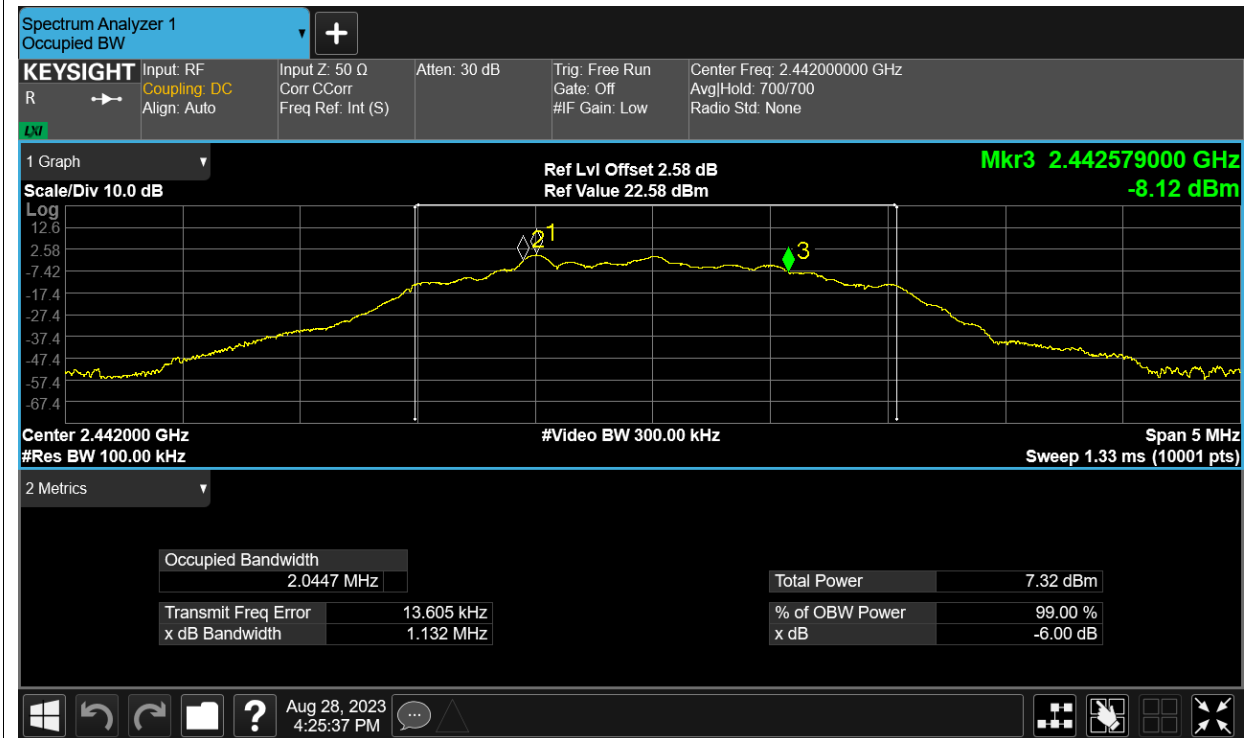 Spectrum Analyzer 1
Occupied BW
+
KEYSIGHT Input: RF Input Z: 50 Ω Atten: 30 dB Trig: Free Run Center Freq: 2.442000000 GHz
R Coupling: DC Corr CCorr Gate: Off Avg|Hold: 700/700
Align: Auto Freq Ref: Int (S) #IF Gain: Low Radio Std: None
LXI
1 Graph Ref Lvl Offset 2.58 dB Mkr3 2.442579000 GHz
Scale/Div 10.0 dB Ref Value 22.58 dBm -8.12 dBm
Log
12.6
2.58
-7.42
-17.4
-27.4
-37.4
-47.4
-57.4
-67.4
2 1
3
Center 2.442000 GHz #Video BW 300.00 kHz Span 5 MHz
#Res BW 100.00 kHz Sweep 1.33 ms (10001 pts)
2 Metrics
Occupied Bandwidth
2.0447 MHz Total Power 7.32 dBm
Transmit Freq Error 13.605 kHz % of OBW Power 99.00 %
x dB Bandwidth 1.132 MHz x dB -6.00 dB
? Aug 28, 2023
4:25:37 PM